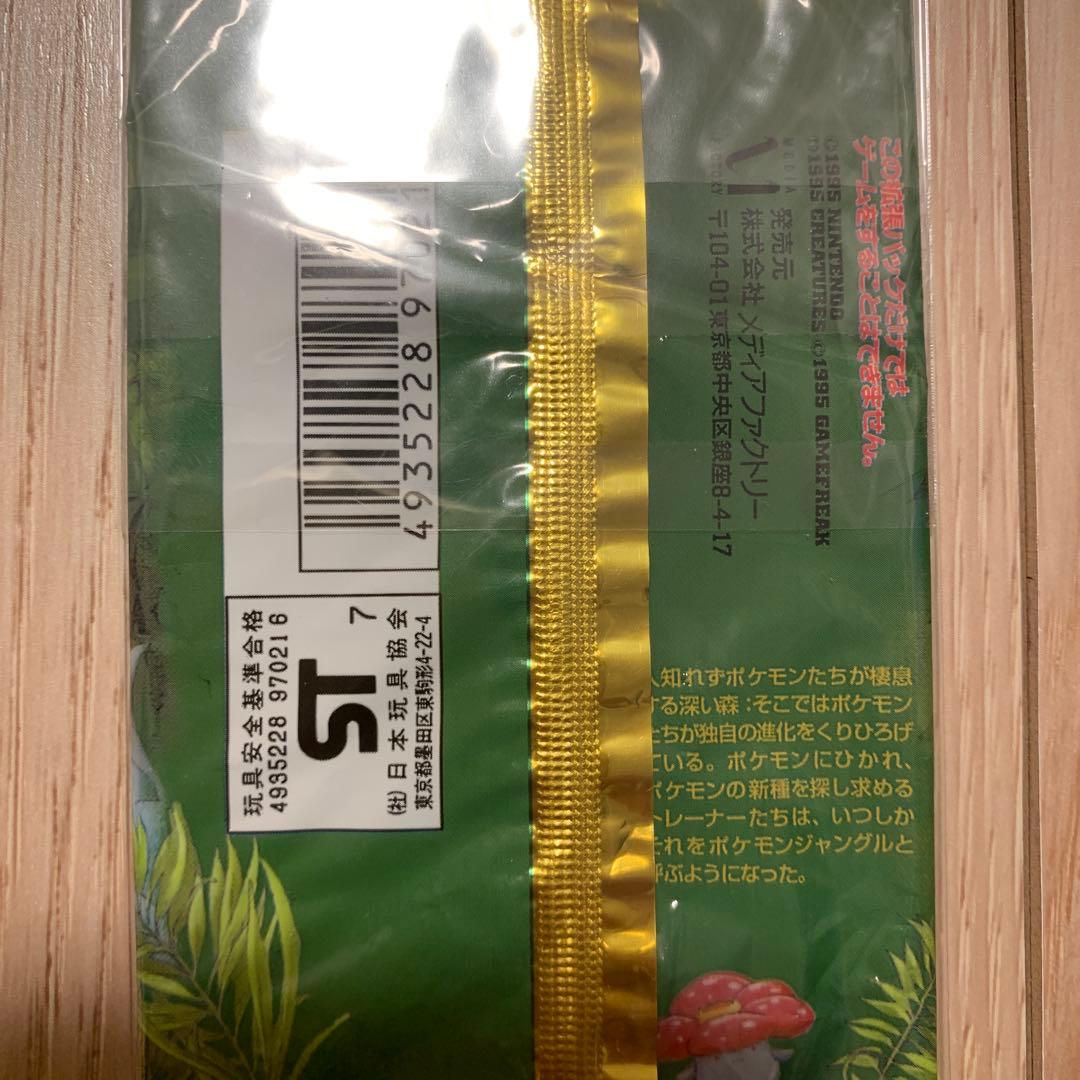 この拡張パックだけでは
ゲームをすることはできません。
©1995 NINTENDO
©1995 CREATURES ©1995 GAMEFREAK
MEDIA
FACTORY
発売元
株式会社 メディアファクトリー
〒104-01 東京都中央区銀座8-4-17
知れずポケモンたちが棲息
する深い森：そこではポケモン
たちが独自の進化をくりひろげ
ている。ポケモンにひかれ、
ポケモンの新種を探し求める
トレーナーたちは、いつしか
それをポケモンジャングルと
呼ぶようになった。
4935228970
玩具安全基準合格
4935228 970216
ST
7
(社) 日本玩具協会
東京都墨田区東駒形4-22-4